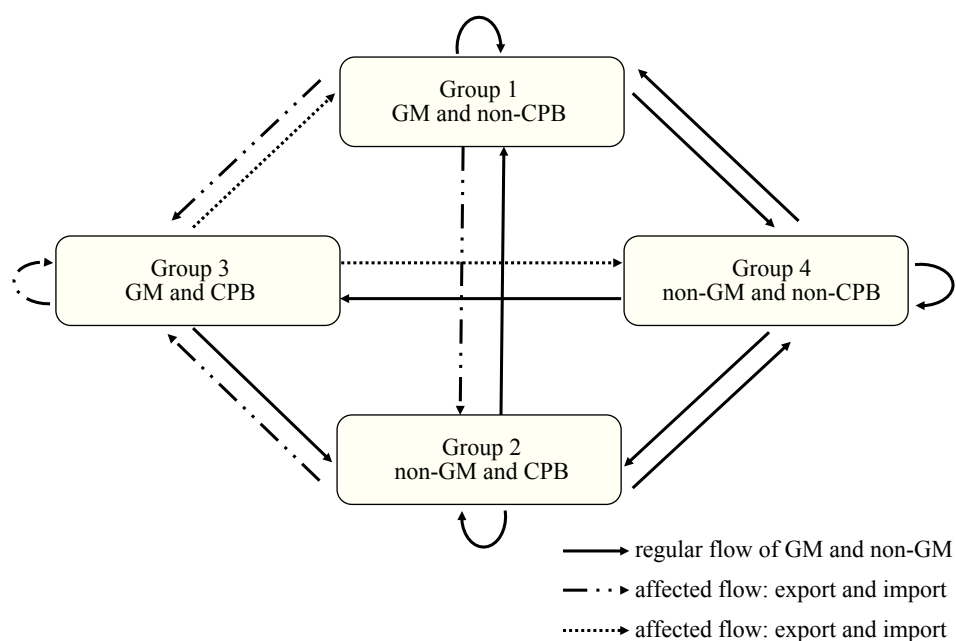 Group 1
GM and non-CPB
Group 3
GM and CPB
Group 4
non-GM and non-CPB
Group 2
non-GM and CPB
regular flow of GM and non-GM
affected flow: export and import
affected flow: export and import